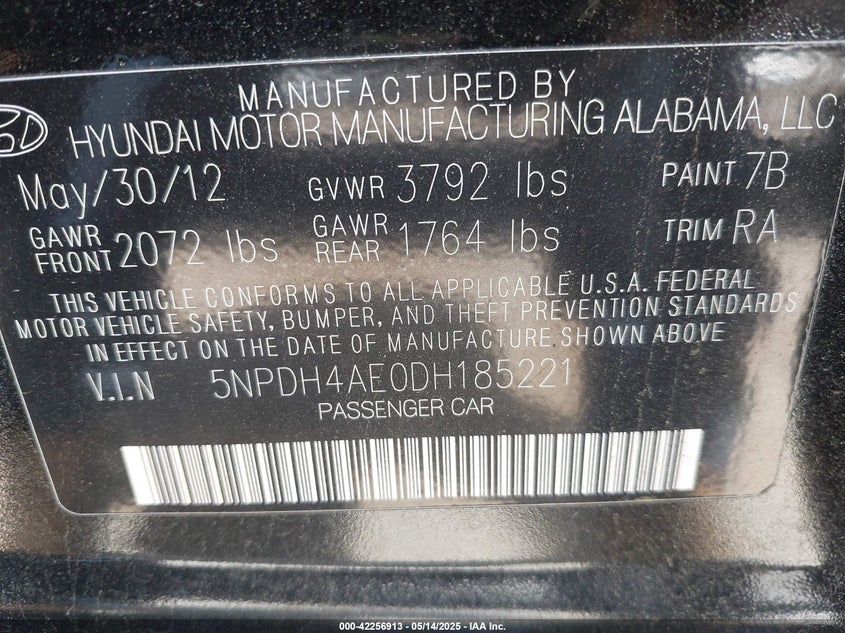 MANUFACTURED BY
HYUNDAI MOTOR MANUFACTURING ALABAMA, LLC
May/30/12 GVWR 3792 lbs PAINT 7B
GAWR FRONT 2072 lbs GAWR REAR 1764 lbs TRIM RA
THIS VEHICLE CONFORMS TO ALL APPLICABLE U.S.A. FEDERAL
MOTOR VEHICLE SAFETY, BUMPER, AND THEFT PREVENTION STANDARDS
IN EFFECT ON THE DATE OF MANUFACTURE SHOWN ABOVE
V.I.N 5NPDH4AE0DH185221
PASSENGER CAR
000-42256913 - 05/14/2025 - IAA Inc.